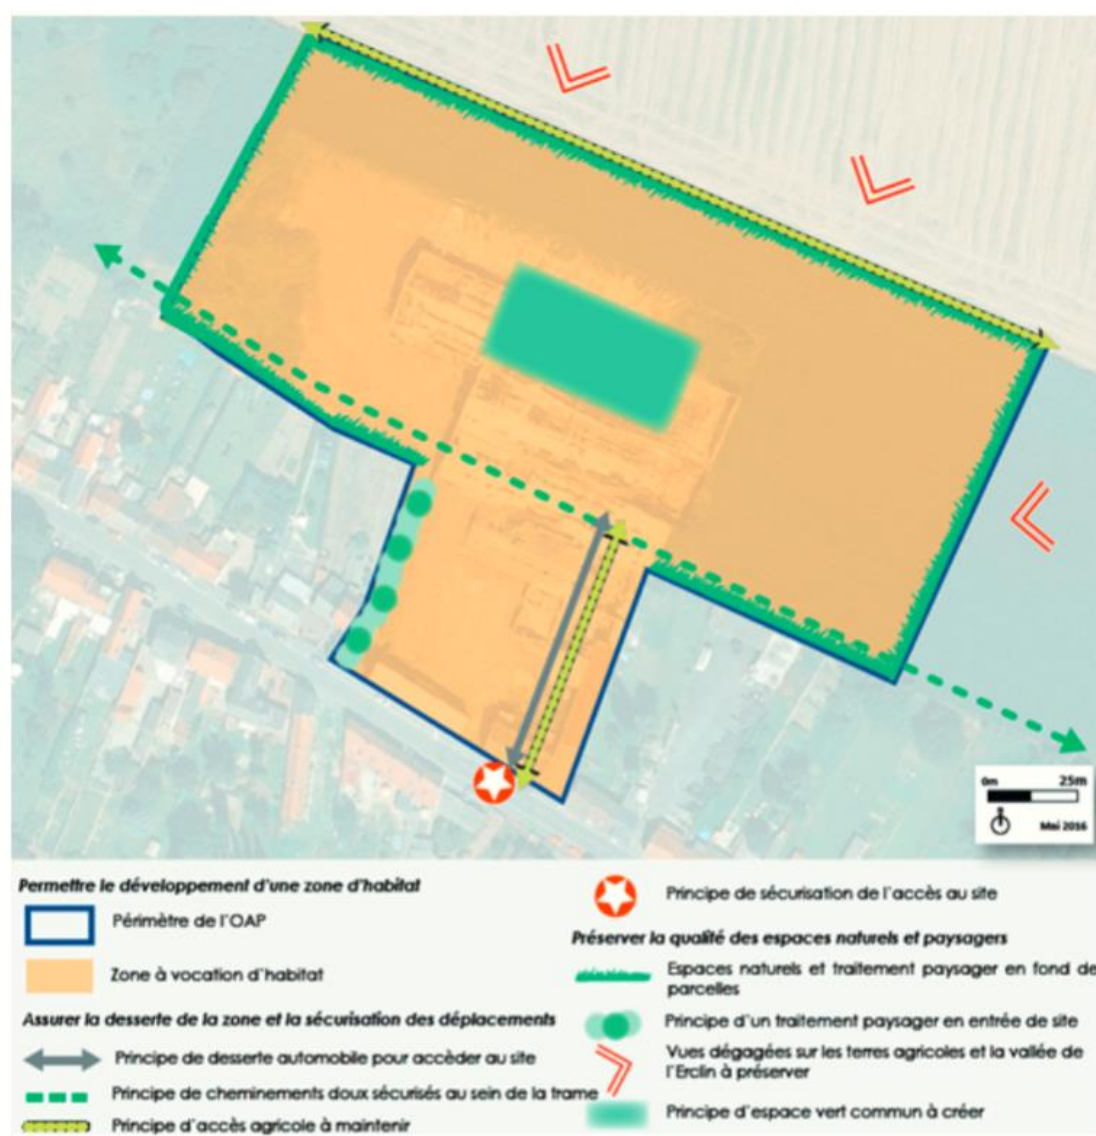 0m 25m
Mai 2016
Permettre le développement d'une zone d'habitat
Périmètre de l'OAP
Zone à vocation d'habitat
Assurer la desserte de la zone et la sécurisation des déplacements
Principe de desserte automobile pour accèder au site
Principe de cheminements doux sécurisés au sein de la trame
Principe d'accès agricole à maintenir
Principe de sécurisation de l'accès au site
Préserver la qualité des espaces naturels et paysagers
Espaces naturels et traitement paysager en fond de
parcelles
Principe d'un traitement paysager en entrée de site
Vues dégagées sur les terres agricoles et la vallée de
l'Erclin à préserver
Principe d'espace vert commun à créer